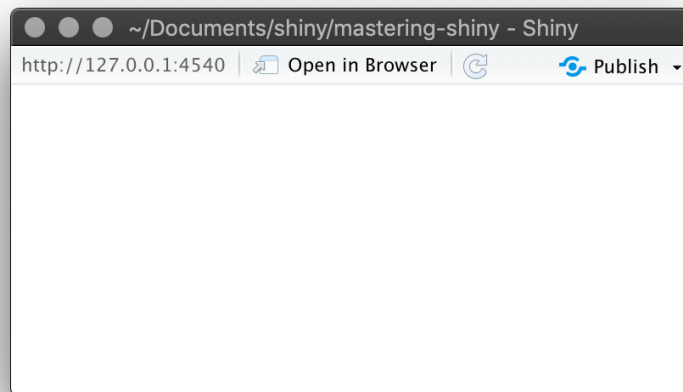 ~/Documents/shiny/mastering-shiny - Shiny
http://127.0.0.1:4540 Open in Browser Publish